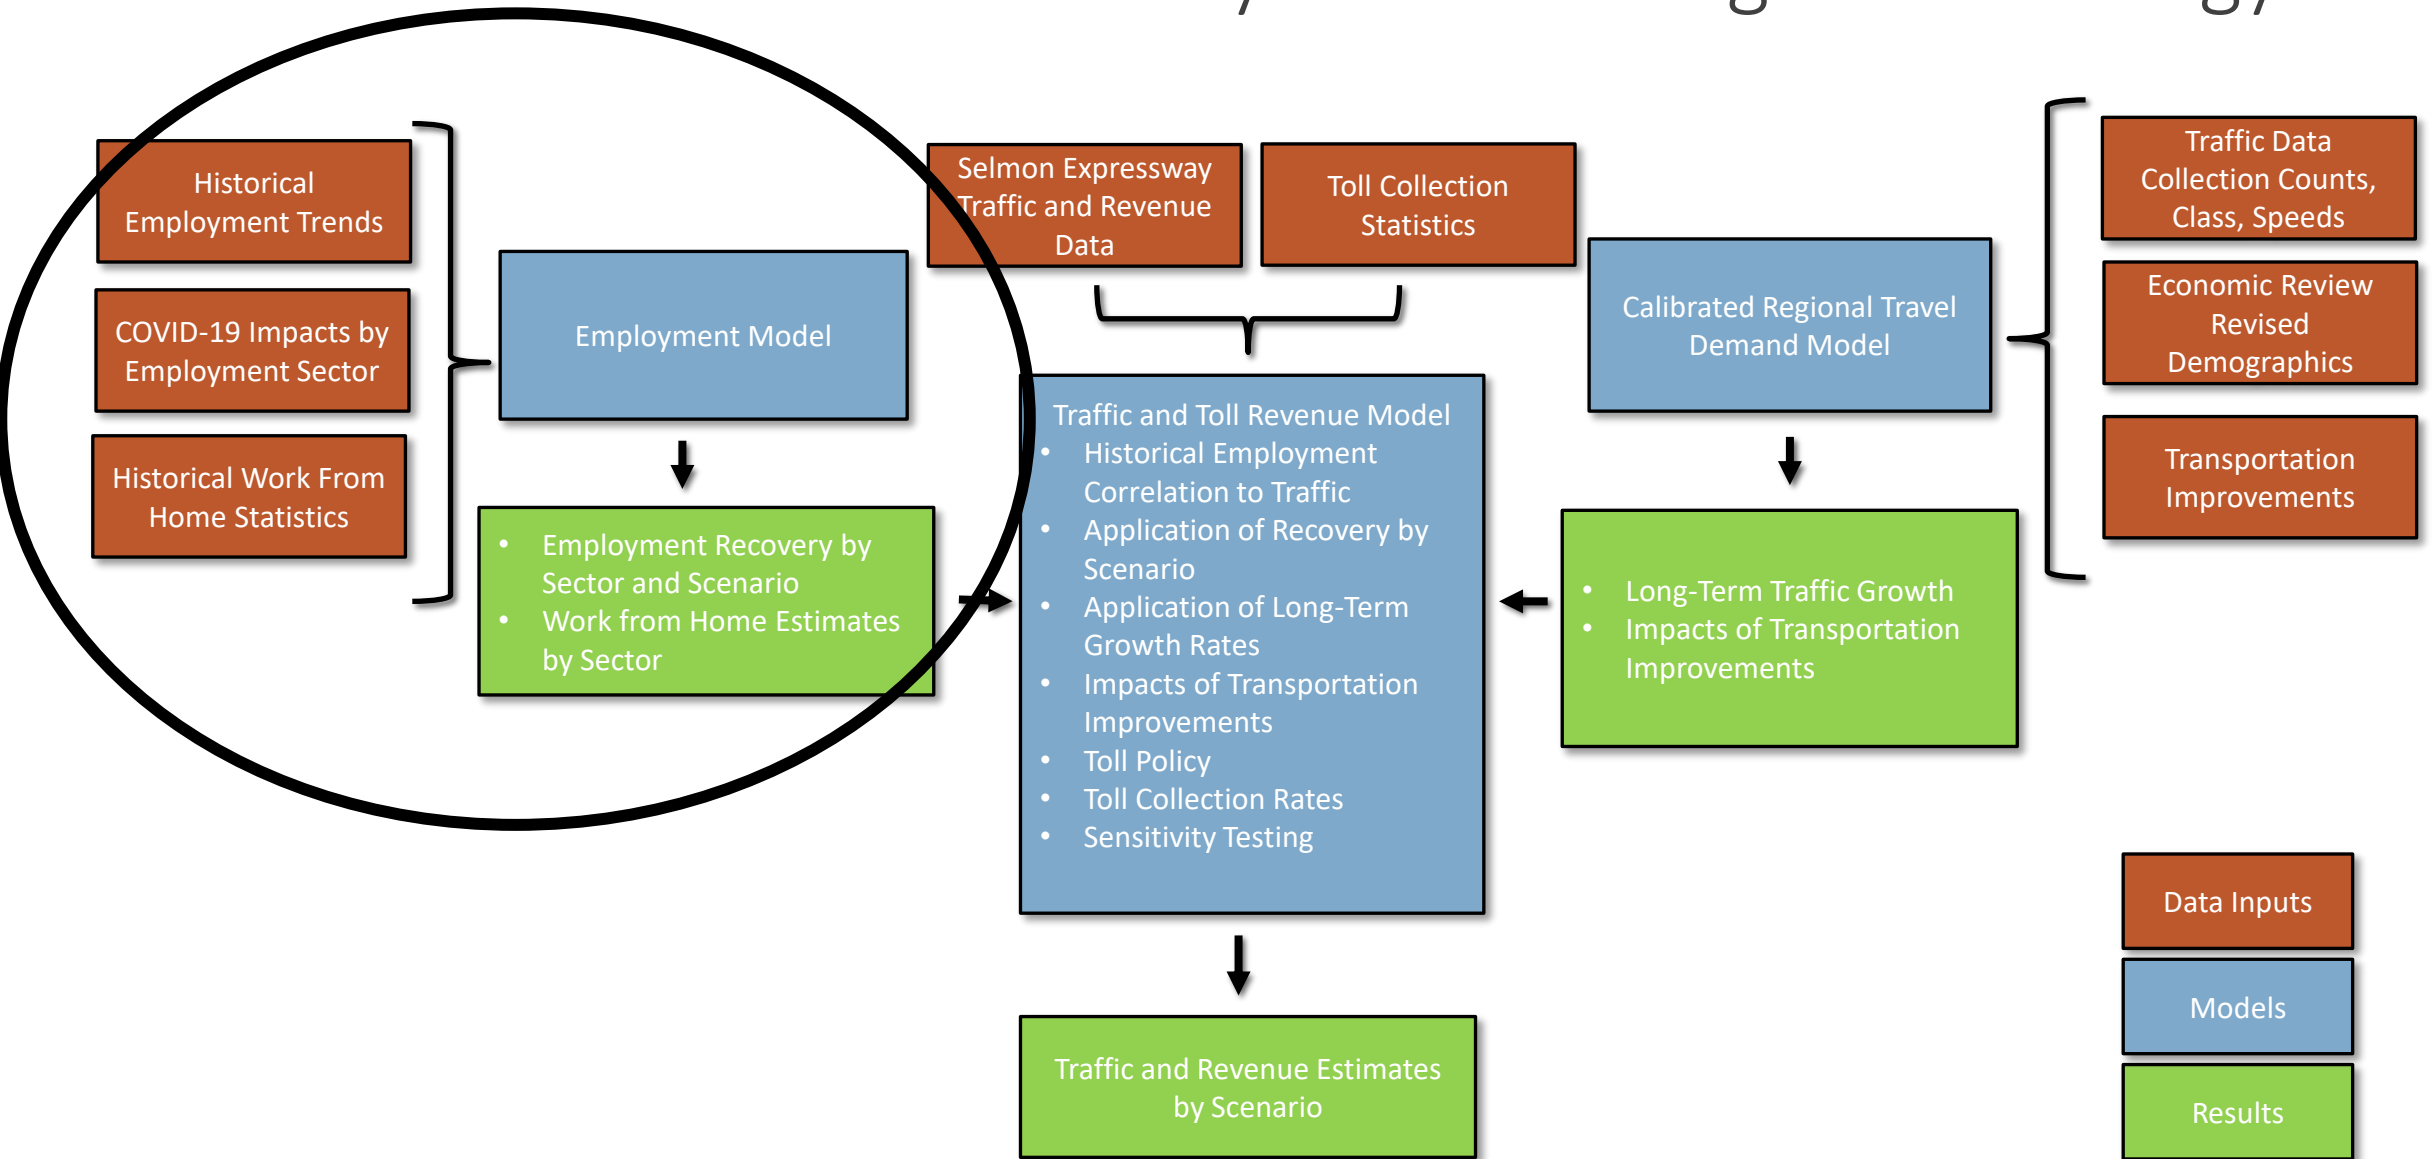 Historical
Employment Trends
COVID-19 Impacts by
Employment Sector
Historical Work From
Home Statistics
Employment Model
• Employment Recovery by
Sector and Scenario
• Work from Home Estimates
by Sector
Selmon Expressway
Traffic and Revenue
Data
Toll Collection
Statistics
Traffic and Toll Revenue Model
• Historical Employment
Correlation to Traffic
• Application of Recovery by
Scenario
• Application of Long-Term
Growth Rates
• Impacts of Transportation
Improvements
• Toll Policy
• Toll Collection Rates
• Sensitivity Testing
Traffic and Revenue Estimates
by Scenario
Calibrated Regional Travel
Demand Model
• Long-Term Traffic Growth
• Impacts of Transportation
Improvements
Traffic Data
Collection Counts,
Class, Speeds
Economic Review
Revised
Demographics
Transportation
Improvements
Data Inputs
Models
Results